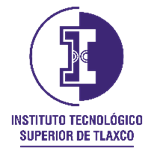 INSTITUTO TECNOLÓGICO
SUPERIOR DE TLAXCO